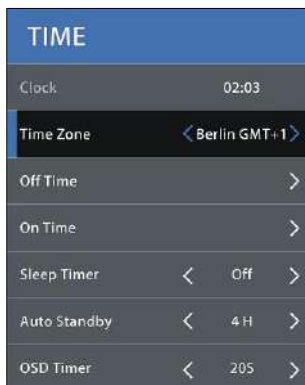 TIME
Clock 02:03
Time Zone Berlin GMT+1
Off Time
On Time
Sleep Timer Off
Auto Standby 4 H
OSD Timer 20S